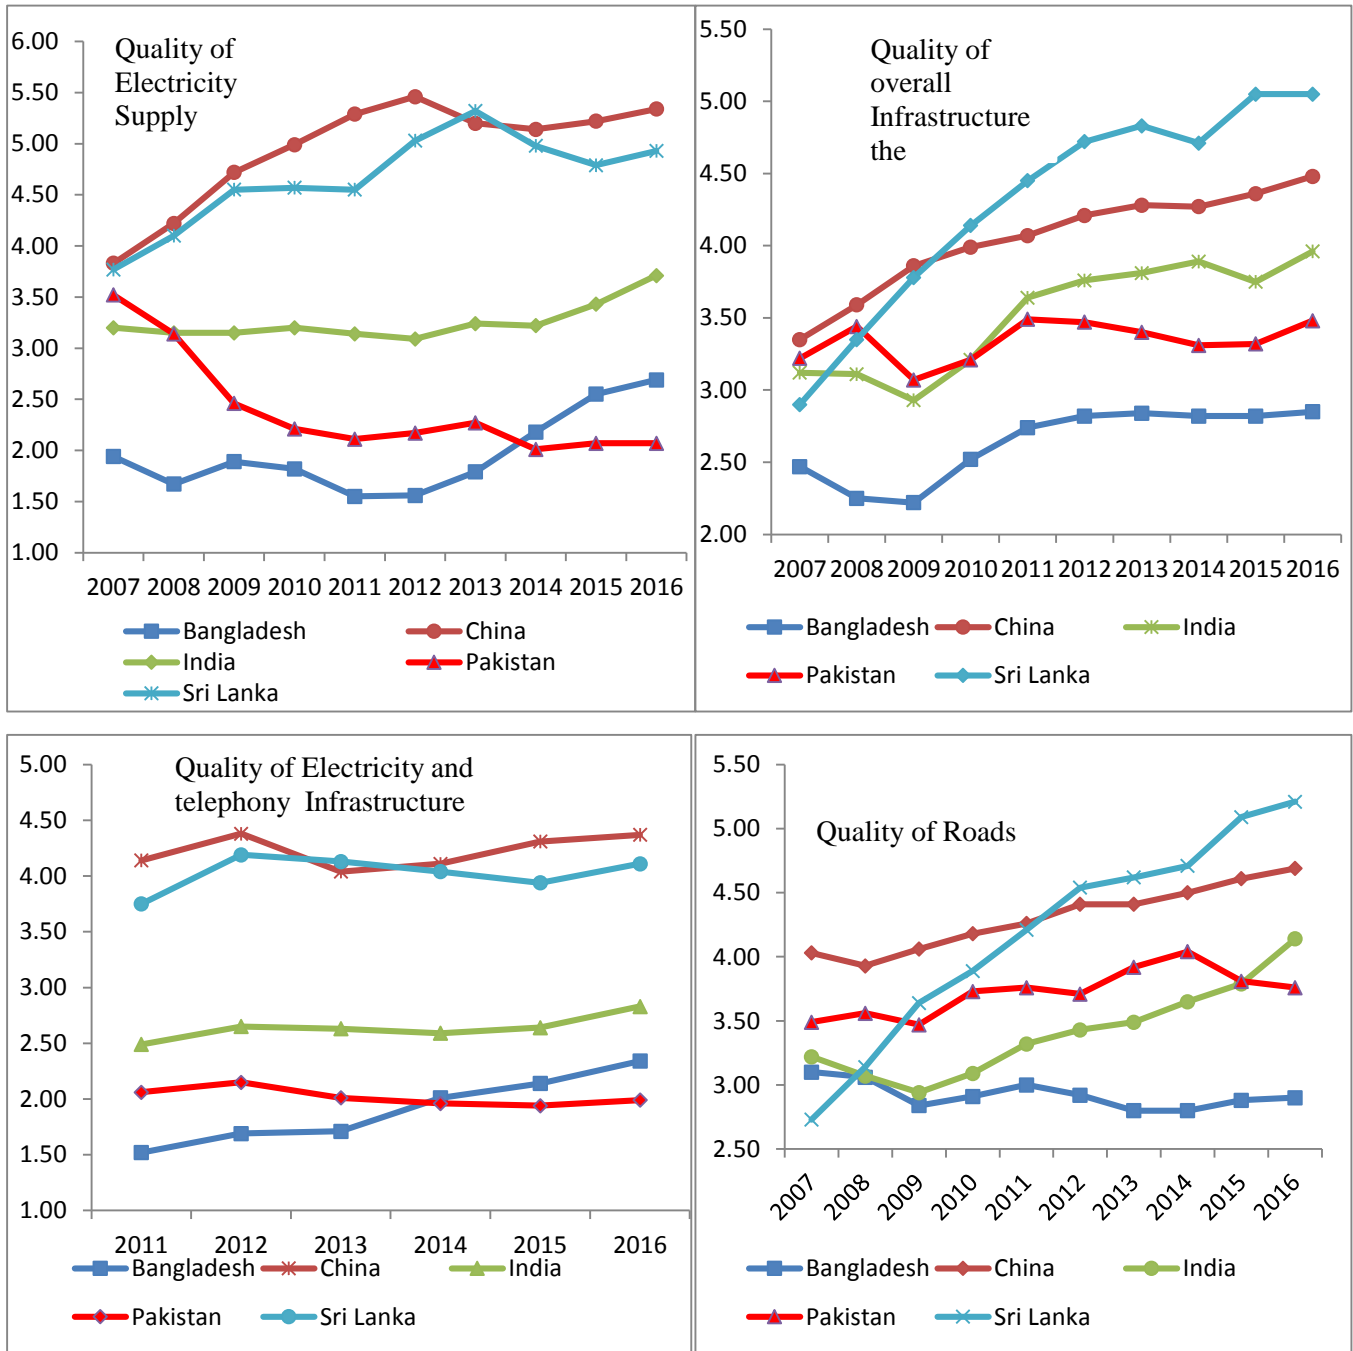 Quality of
Electricity
Supply
6.00
5.50
5.00
4.50
4.00
3.50
3.00
2.50
2.00
1.50
1.00
2007 2008 2009 2010 2011 2012 2013 2014 2015 2016
Bangladesh China
India Pakistan
Sri Lanka
Quality of
overall
Infrastructure
the
5.50
5.00
4.50
4.00
3.50
3.00
2.50
2.00
2007 2008 2009 2010 2011 2012 2013 2014 2015 2016
Bangladesh China India
Pakistan Sri Lanka
Quality of Electricity and
telephony Infrastructure
5.00
4.50
4.00
3.50
3.00
2.50
2.00
1.50
1.00
2011 2012 2013 2014 2015 2016
Bangladesh China India
Pakistan Sri Lanka
Quality of Roads
5.50
5.00
4.50
4.00
3.50
3.00
2.50
2007 2008 2009 2010 2011 2012 2013 2014 2015 2016
Bangladesh China India
Pakistan Sri Lanka